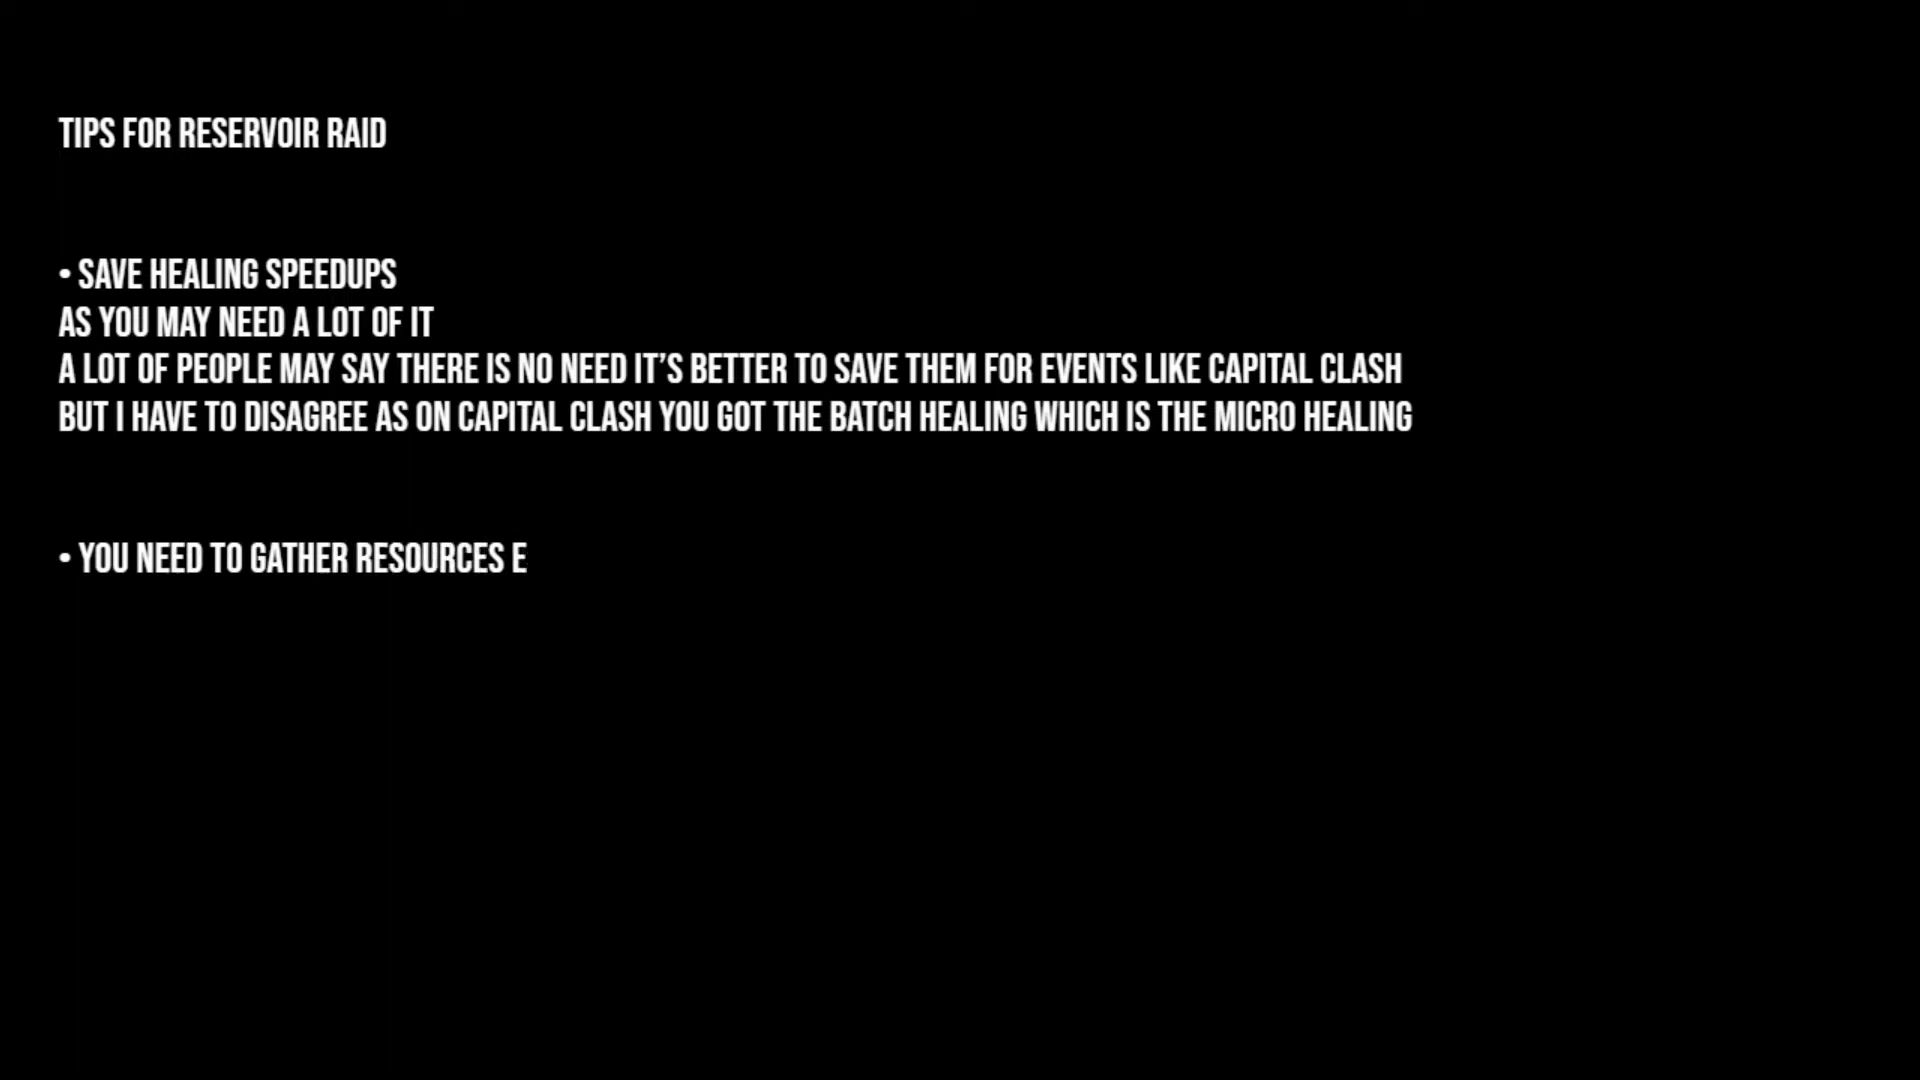 TIPS FOR RESERVOIR RAID
• SAVE HEALING SPEEDUPS
AS YOU MAY NEED A LOT OF IT
A LOT OF PEOPLE MAY SAY THERE IS NO NEED IT’S BETTER TO SAVE THEM FOR EVENTS LIKE CAPITAL CLASH
BUT I HAVE TO DISAGREE AS ON CAPITAL CLASH YOU GOT THE BATCH HEALING WHICH IS THE MICRO HEALING
• YOU NEED TO GATHER RESOURCES E